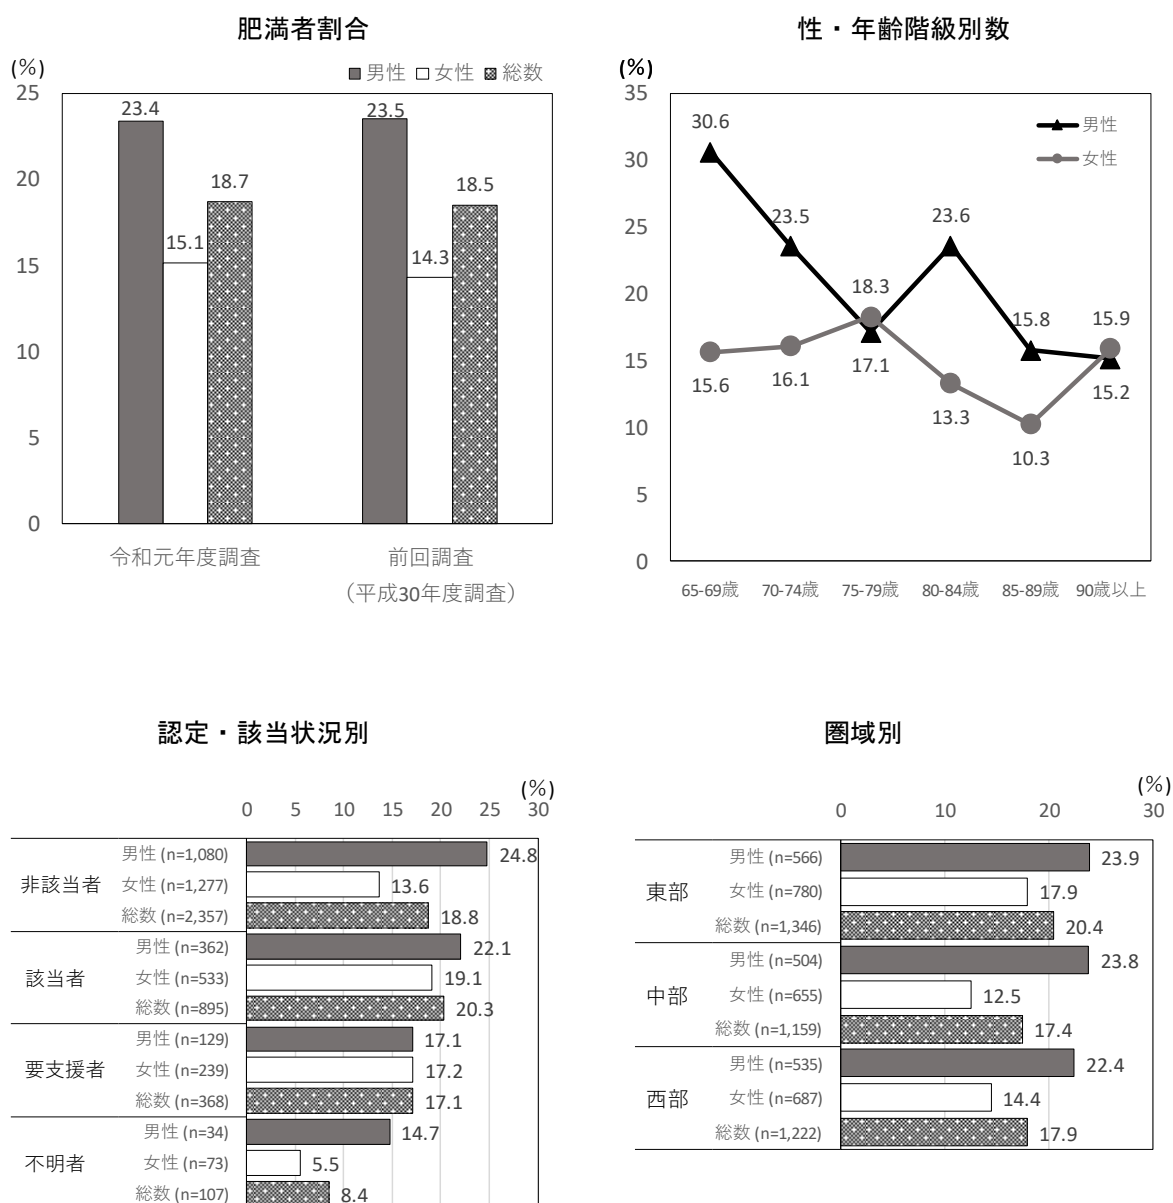 肥満者割合
(%)
■男性 □女性 総数
25
20
15
10
5
0
23.4
15.1
18.7
23.5
14.3
18.5
令和元年度調査
前回調査
（平成30年度調査）
性・年齢階級別数
(%)
男性
女性
35
30
25
20
15
10
5
0
30.6
23.5
17.1
23.6
15.8
15.2
15.6
16.1
18.3
13.3
10.3
15.9
65-69歳 70-74歳 75-79歳 80-84歳 85-89歳 90歳以上
認定・該当状況別
(%)
0 5 10 15 20 25 30
非該当者
男性 (n=1,080) 24.8
女性 (n=1,277) 13.6
総数 (n=2,357) 18.8
該当者
男性 (n=362) 22.1
女性 (n=533) 19.1
総数 (n=895) 20.3
要支援者
男性 (n=129) 17.1
女性 (n=239) 17.2
総数 (n=368) 17.1
不明者
男性 (n=34) 14.7
女性 (n=73) 5.5
総数 (n=107) 8.4
圏域別
(%)
0 10 20 30
東部
男性 (n=566) 23.9
女性 (n=780) 17.9
総数 (n=1,346) 20.4
中部
男性 (n=504) 23.8
女性 (n=655) 12.5
総数 (n=1,159) 17.4
西部
男性 (n=535) 22.4
女性 (n=687) 14.4
総数 (n=1,222) 17.9